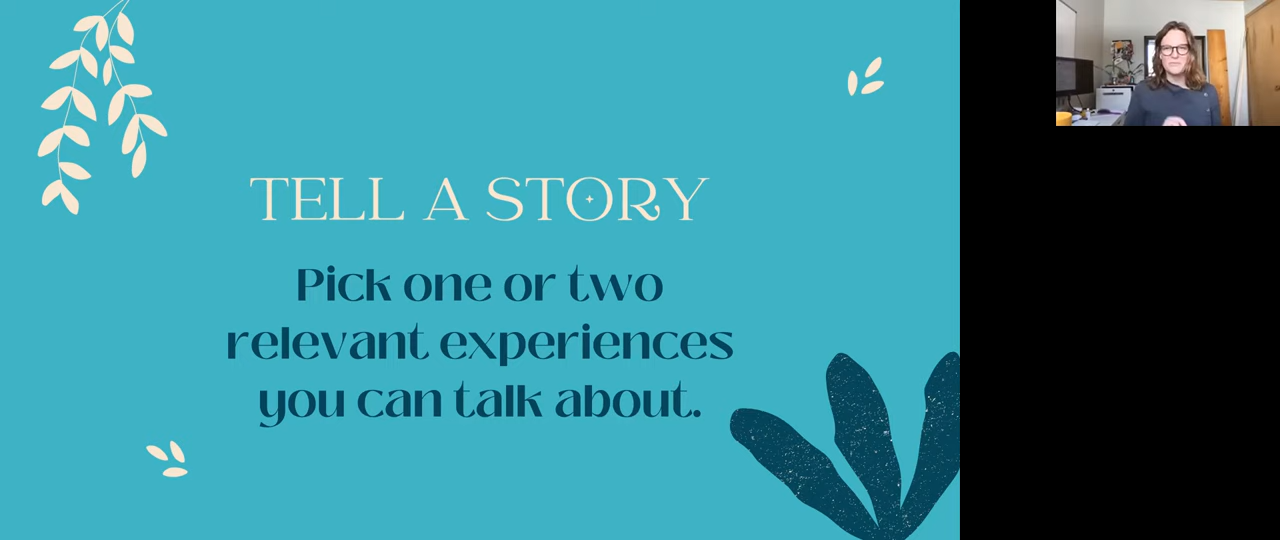 TELL A STORY
Pick one or two
relevant experiences
you can talk about.